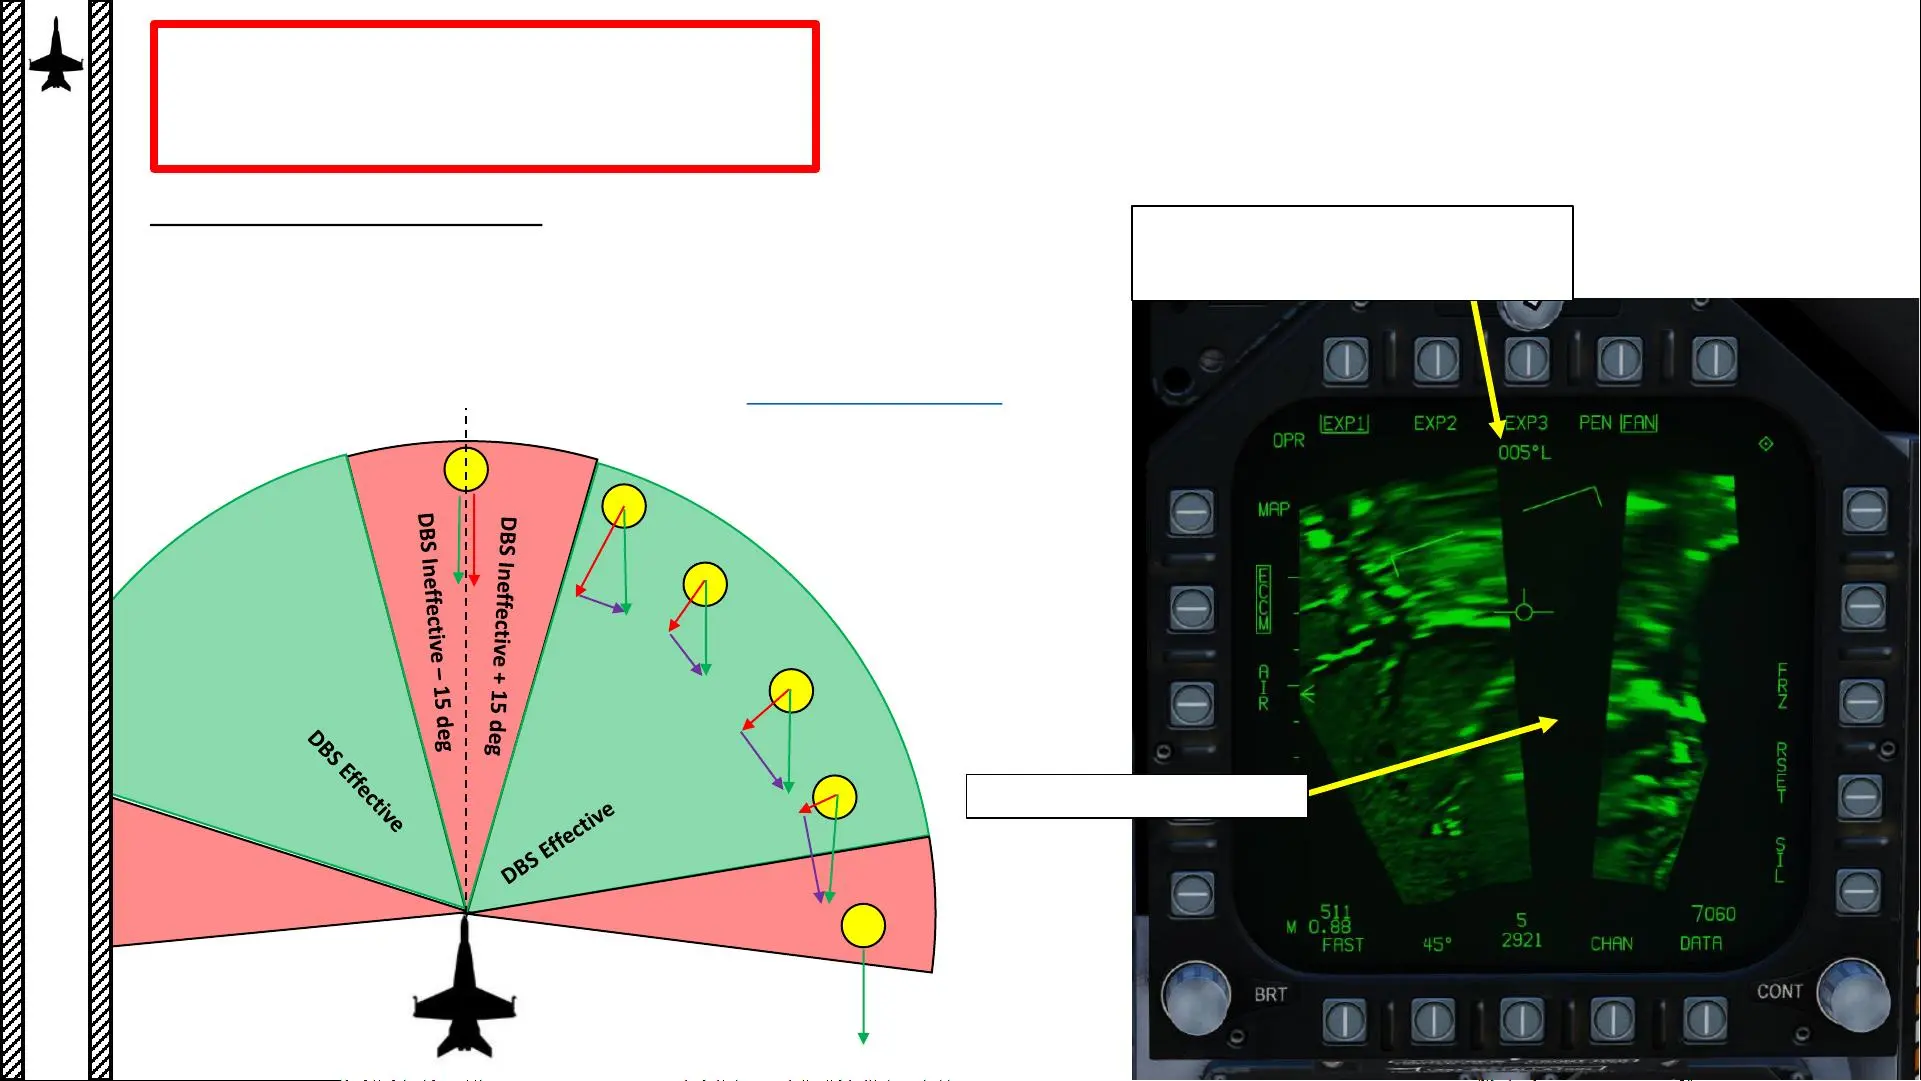 DBS Ineffective – 15 deg
DBS Ineffective + 15 deg
DBS Effective
DBS Effective
EXP1 EXP2 EXP3 PEN FAN
OPR
005°L
MAP
ECCM
AIR
FRZ
RSET
SIL
511
M 0.88
5
7060
2921
FAST 45° CHAN DATA
BRT
CONT